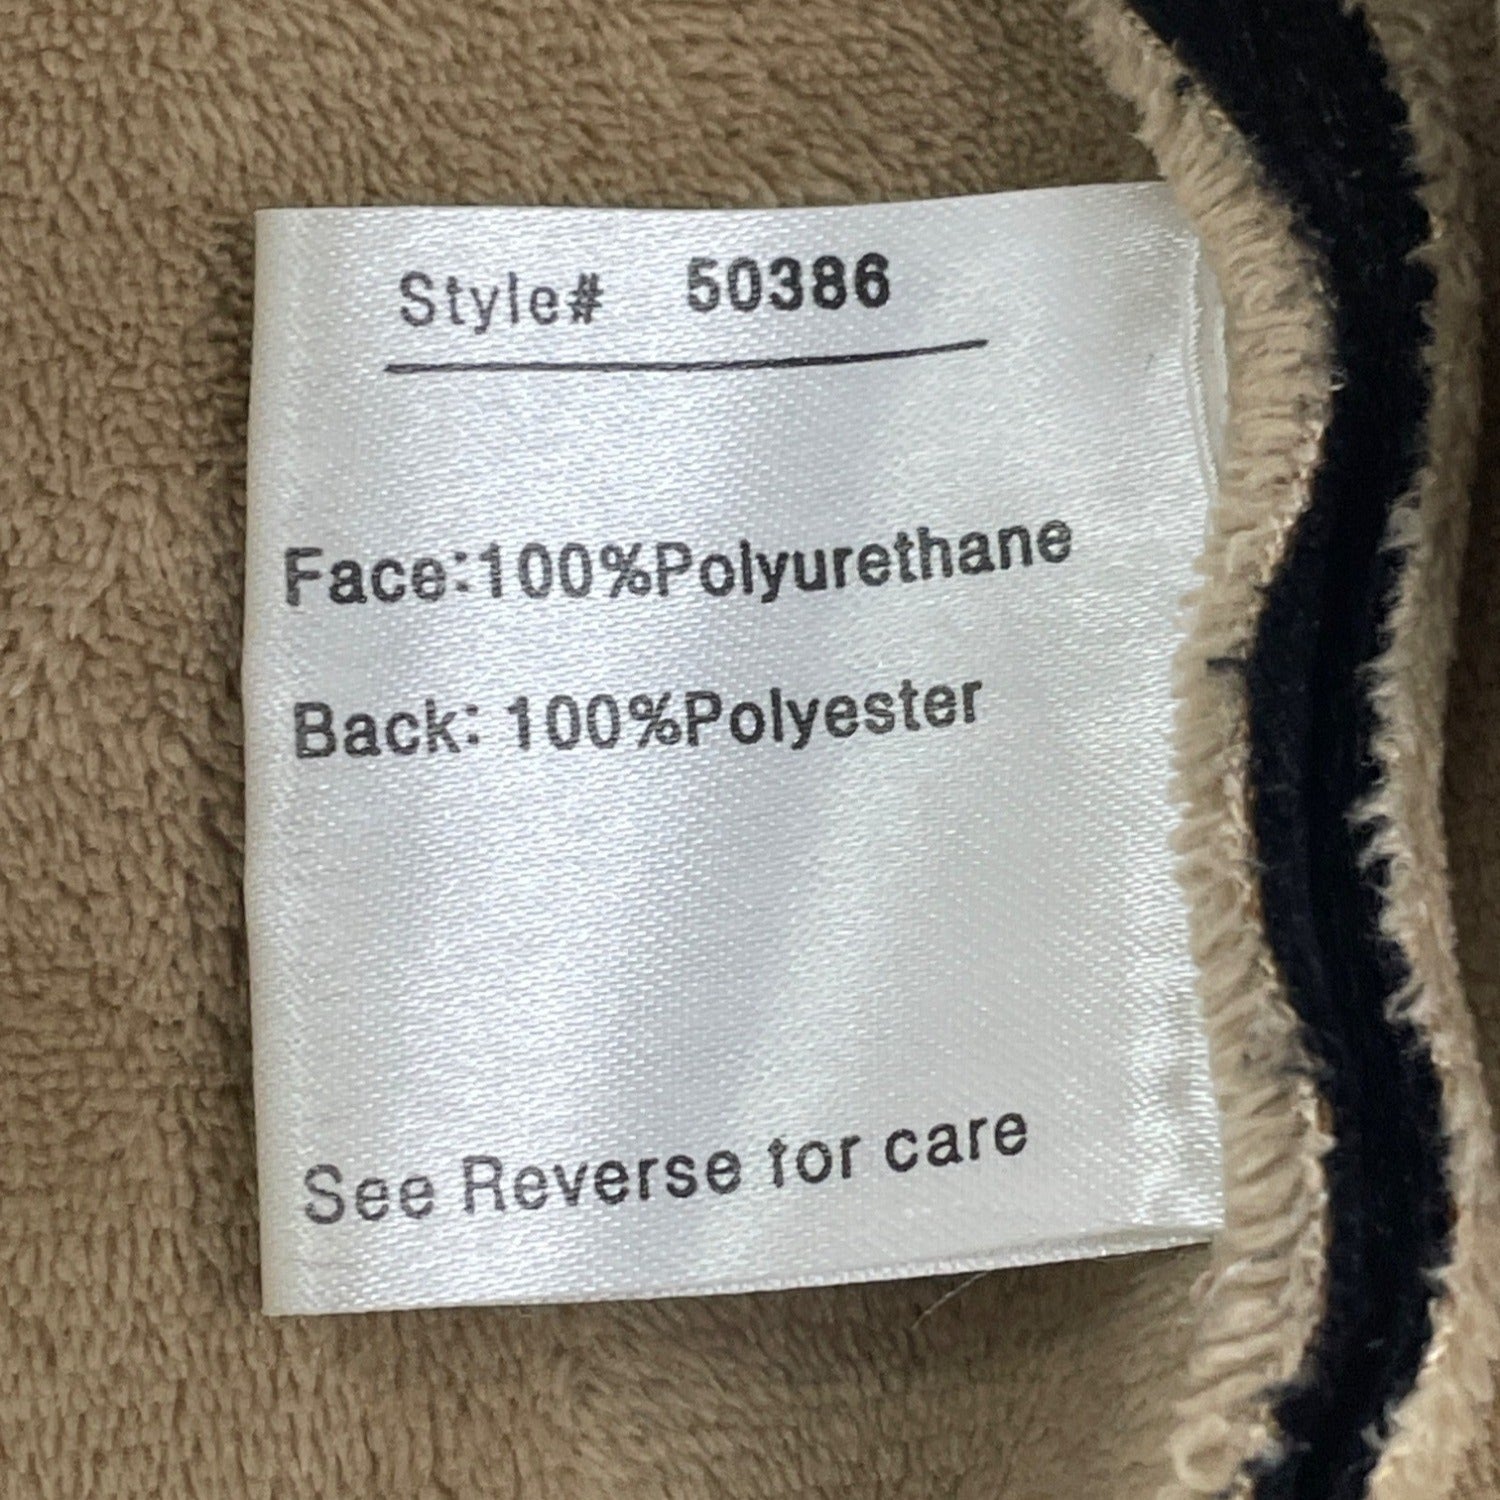 Style# 50386
Face:100%Polyurethane
Back: 100%Polyester
See Reverse for care